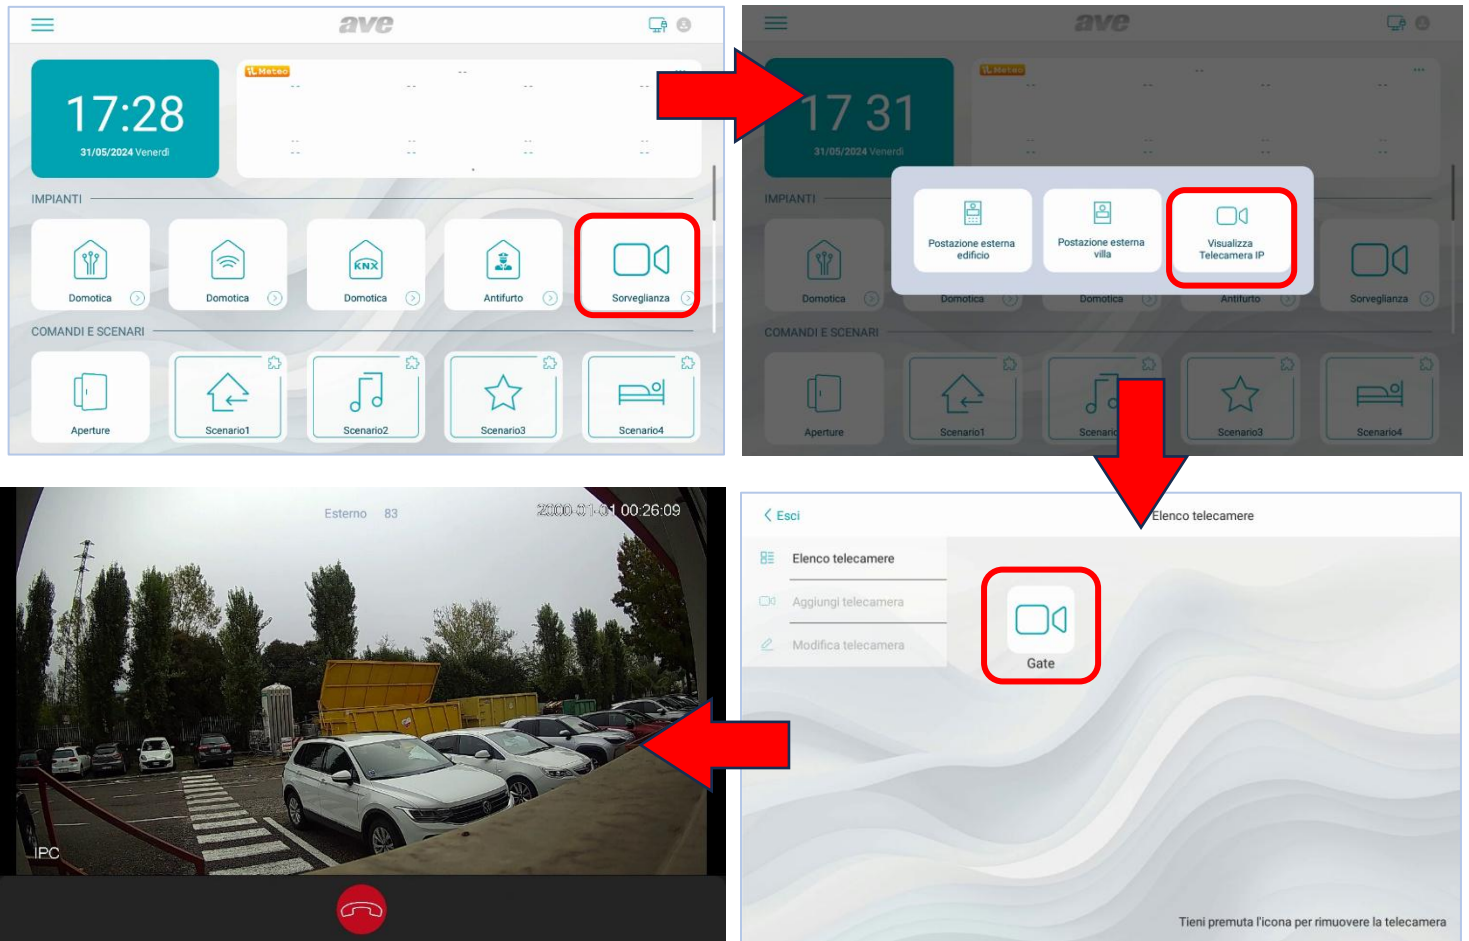 ave
iL Meteo
17:28
31/05/2024 Venerdì
IMPIANTI
Domotica
Domotica
KNX
Domotica
Antifurto
Sorveglianza
COMANDI E SCENARI
Aperture
Scenario1
Scenario2
Scenario3
Scenario4
ave
iL Meteo
17 31
31/05/2024 Venerdì
IMPIANTI
Postazione esterna
edificio
Postazione esterna
villa
Visualizza
Telecamera IP
Domotica
Domotica
Domotica
Antifurto
Sorveglianza
COMANDI E SCENARI
Aperture
Scenario1
Scenario
Scenario3
Scenario4
Esterno 83
2000-01-01 00:26:09
IPC
Esci
Elenco telecamere
Elenco telecamere
Aggiungi telecamera
Modifica telecamera
Gate
Tieni premuta l'icona per rimuovere la telecamera